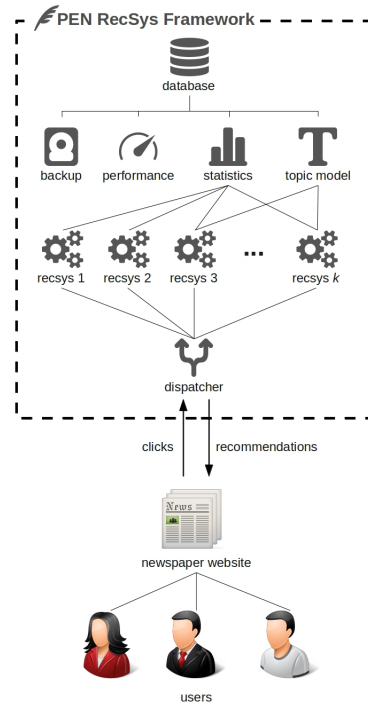 PEN RecSys Framework
database
backup performance statistics topic model
recsys 1 recsys 2 recsys 3 ... recsys k
dispatcher
clicks recommendations
News
newspaper website
users